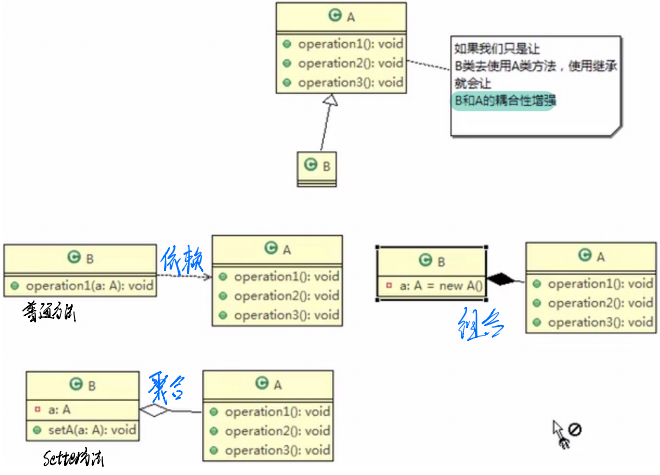 C A
operation1(): void
operation2(): void
operation3(): void
如果我们只是让
B类去使用A类方法，使用继承
就会让
B和A的耦合性增强
C B
C B
operation1(a: A): void
普通方法
依赖
C A
operation1(): void
operation2(): void
operation3(): void
C B
a: A = new A()
组合
C A
operation1(): void
operation2(): void
operation3(): void
C B
a: A
setA(a: A): void
Setter方法
聚合
C A
operation1(): void
operation2(): void
operation3(): void